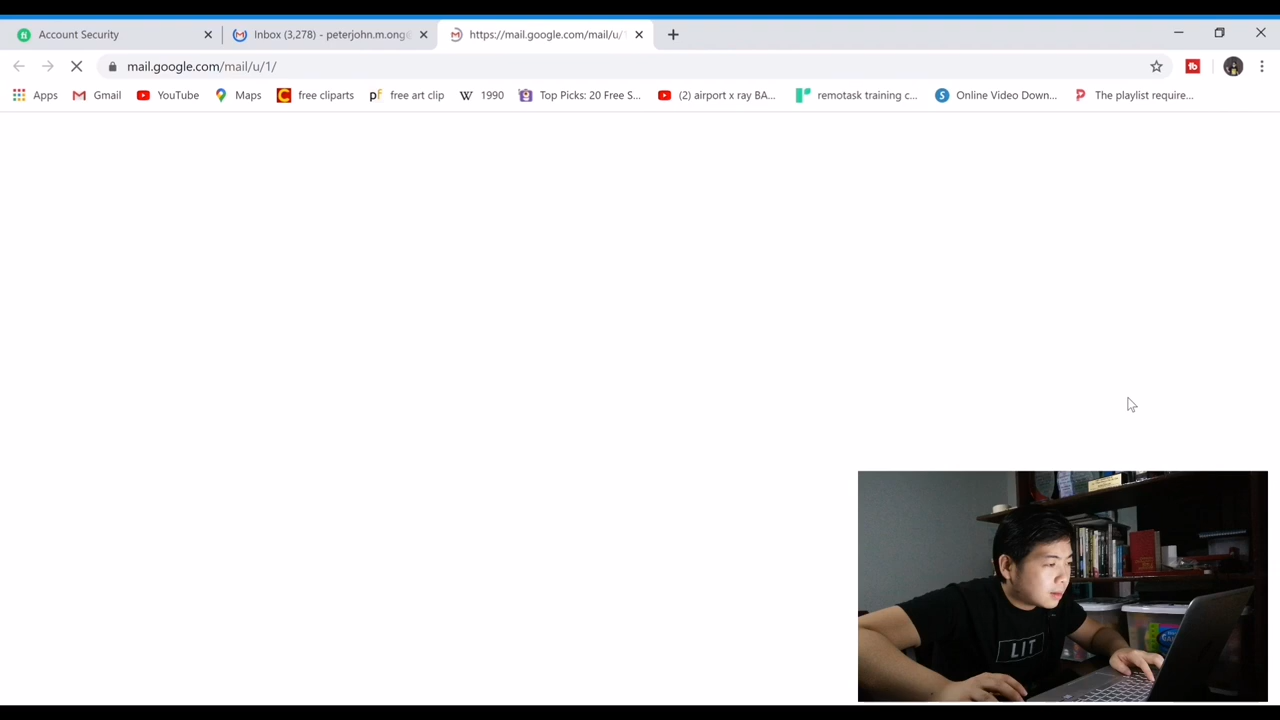 Account Security
Inbox (3,278) - peterjohn.m.ong
https://mail.google.com/mail/u/1
mail.google.com/mail/u/1/
Apps
Gmail
YouTube
Maps
free cliparts
free art clip
1990
Top Picks: 20 Free S...
(2) airport x ray BA...
remotask training c...
Online Video Down...
The playlist require...
LIT